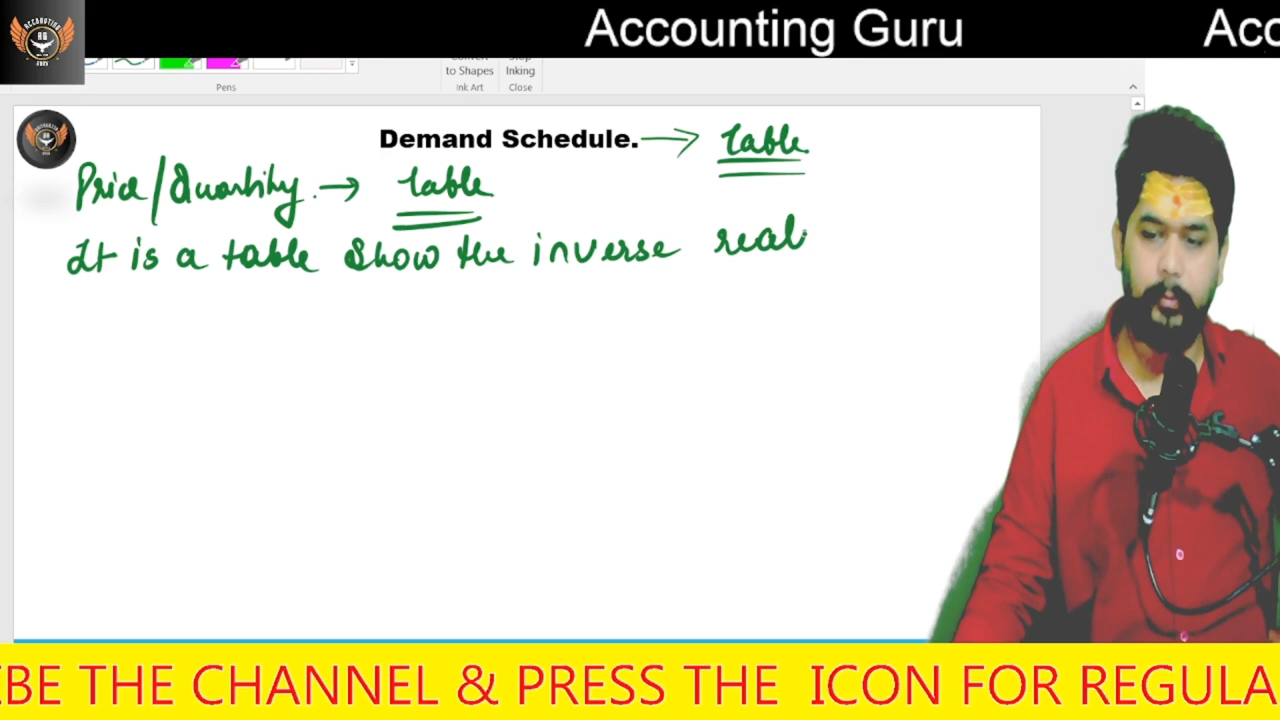 Accounting Guru Acc
to Shapes Inking
Pens Ink Art Close
Demand Schedule. → table
Price/Quantity. → table
It is a table show the inverse real
IBE THE CHANNEL & PRESS THE ICON FOR REGULA